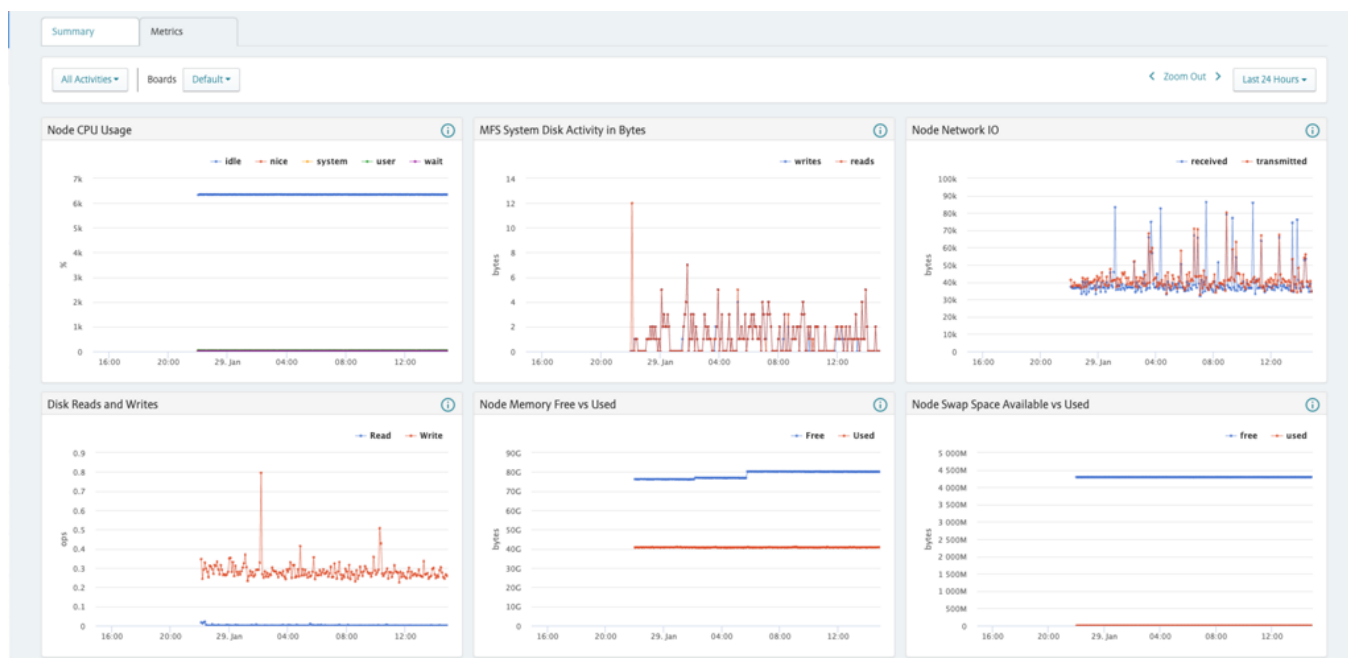 Summary Metrics
All Activities Boards Default Zoom Out Last 24 Hours
Node CPU Usage
idle nice system user wait
7k
6k
5k
4k
3k
2k
1k
0
%
16:00 20:00 29. Jan 04:00 08:00 12:00
MFS System Disk Activity in Bytes
writes reads
14
12
10
8
6
4
2
0
bytes
16:00 20:00 29. Jan 04:00 08:00 12:00
Node Network IO
received transmitted
100k
90k
80k
70k
60k
50k
40k
30k
20k
10k
0
bytes
16:00 20:00 29. Jan 04:00 08:00 12:00
Disk Reads and Writes
Read Write
0.9
0.8
0.7
0.6
0.5
0.4
0.3
0.2
0.1
0
ops
16:00 20:00 29. Jan 04:00 08:00 12:00
Node Memory Free vs Used
Free Used
90G
80G
70G
60G
50G
40G
30G
20G
10G
0
bytes
16:00 20:00 29. Jan 04:00 08:00 12:00
Node Swap Space Available vs Used
free used
5 000M
4 500M
4 000M
3 500M
3 000M
2 500M
2 000M
1 500M
1 000M
500M
0
bytes
16:00 20:00 29. Jan 04:00 08:00 12:00